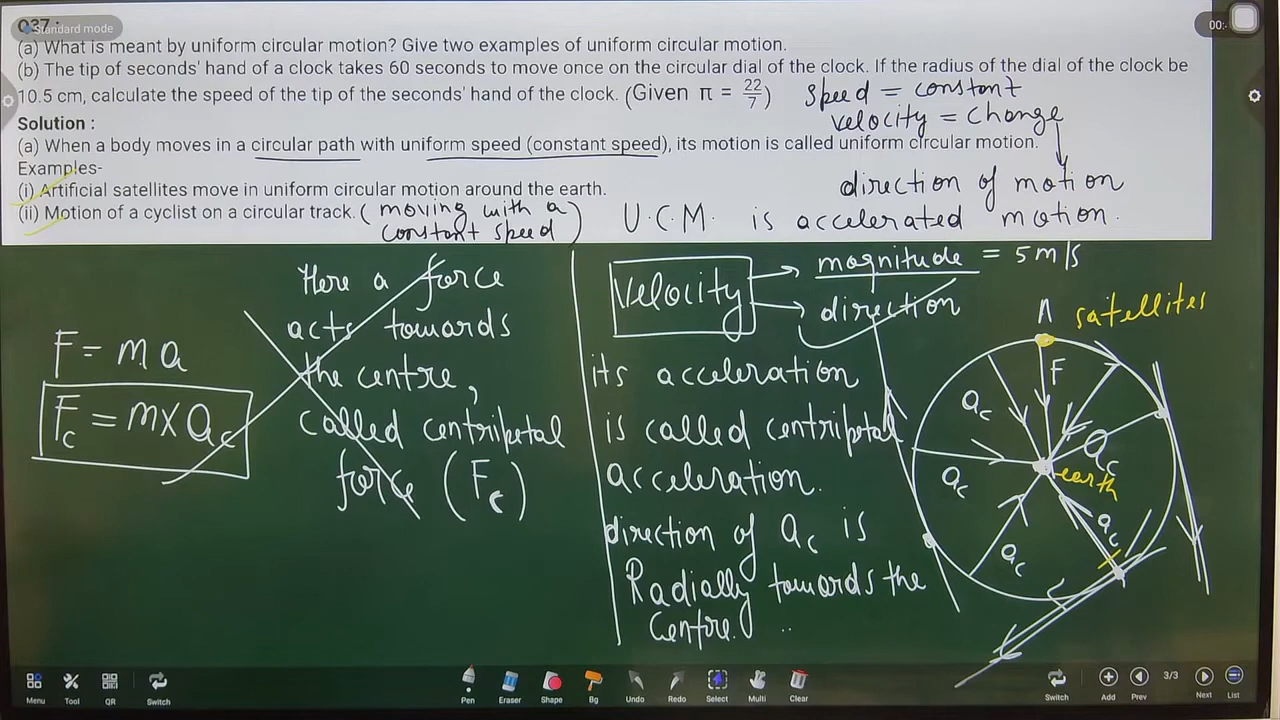 Q37 :
Standard mode
00:
(a) What is meant by uniform circular motion? Give two examples of uniform circular motion.
(b) The tip of seconds' hand of a clock takes 60 seconds to move once on the circular dial of the clock. If the radius of the dial of the clock be
10.5 cm, calculate the speed of the tip of the seconds' hand of the clock. (Given π = 22/7)
speed = constant
velocity = change
Solution :
(a) When a body moves in a circular path with uniform speed (constant speed), its motion is called uniform circular motion.
Examples-
(i) Artificial satellites move in uniform circular motion around the earth.
direction of motion
(ii) Motion of a cyclist on a circular track.
(moving with a
constant speed)
U.C.M. is accelerated motion.
F = ma
Fc = m x ac
Here a force
acts towards
the centre,
called centripetal
force (Fc)
velocity
magnitude = 5 m/s
direction
its acceleration
is called centripetal
acceleration.
direction of ac is
Radially towards the
centre.
satellites
F
ac
ac
ac
earth
ac
ac
Menu
Tool
QR
Switch
Pen
Eraser
Shape
Bg
Undo
Redo
Select
Multi
Clear
Switch
Add
Prev
3/3
Next
List